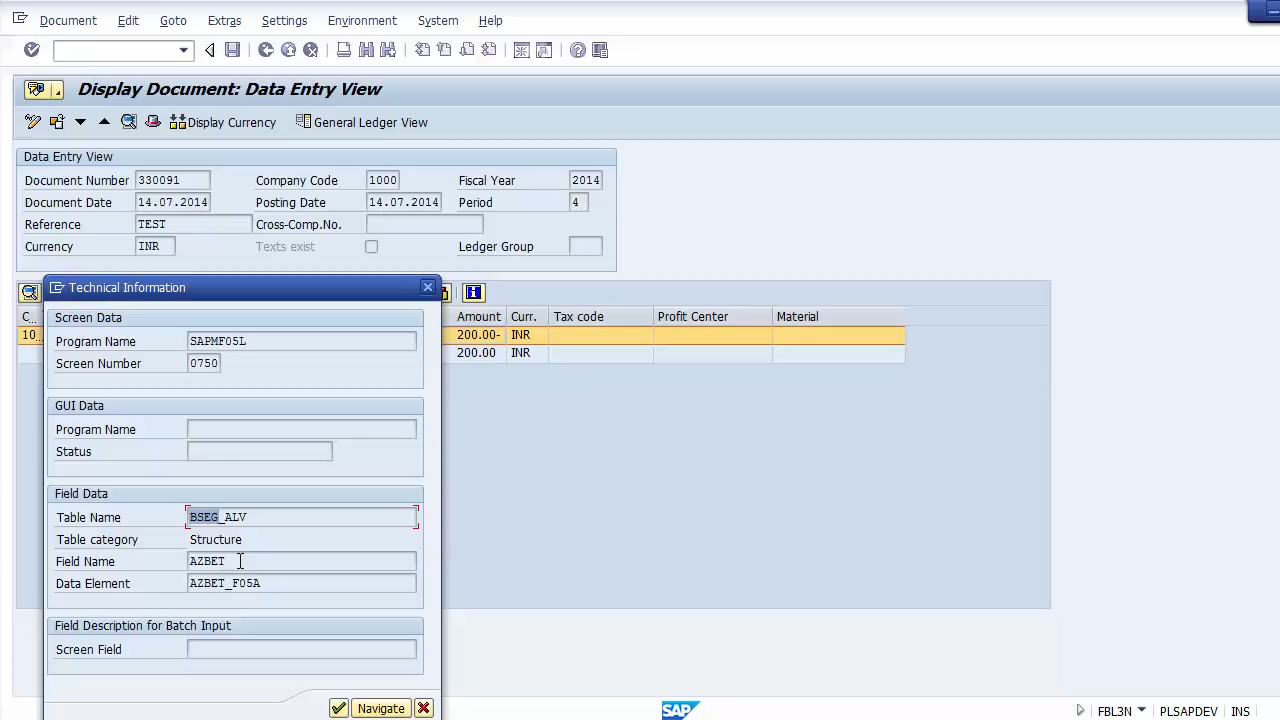 Document Edit Goto Extras Settings Environment System Help
Display Document: Data Entry View
Display Currency General Ledger View
Data Entry View
Document Number 330091 Company Code 1000 Fiscal Year 2014
Document Date 14.07.2014 Posting Date 14.07.2014 Period 4
Reference TEST Cross-Comp.No.
Currency INR Texts exist Ledger Group
Technical Information
C... Amount Curr. Tax code Profit Center Material
10... 200.00- INR
200.00 INR
Screen Data
Program Name SAPMF05L
Screen Number 0750
GUI Data
Program Name
Status
Field Data
Table Name BSEG_ALV
Table category Structure
Field Name AZBET
Data Element AZBET_F05A
Field Description for Batch Input
Screen Field
Navigate
SAP FBL3N PLSAPDEV INS